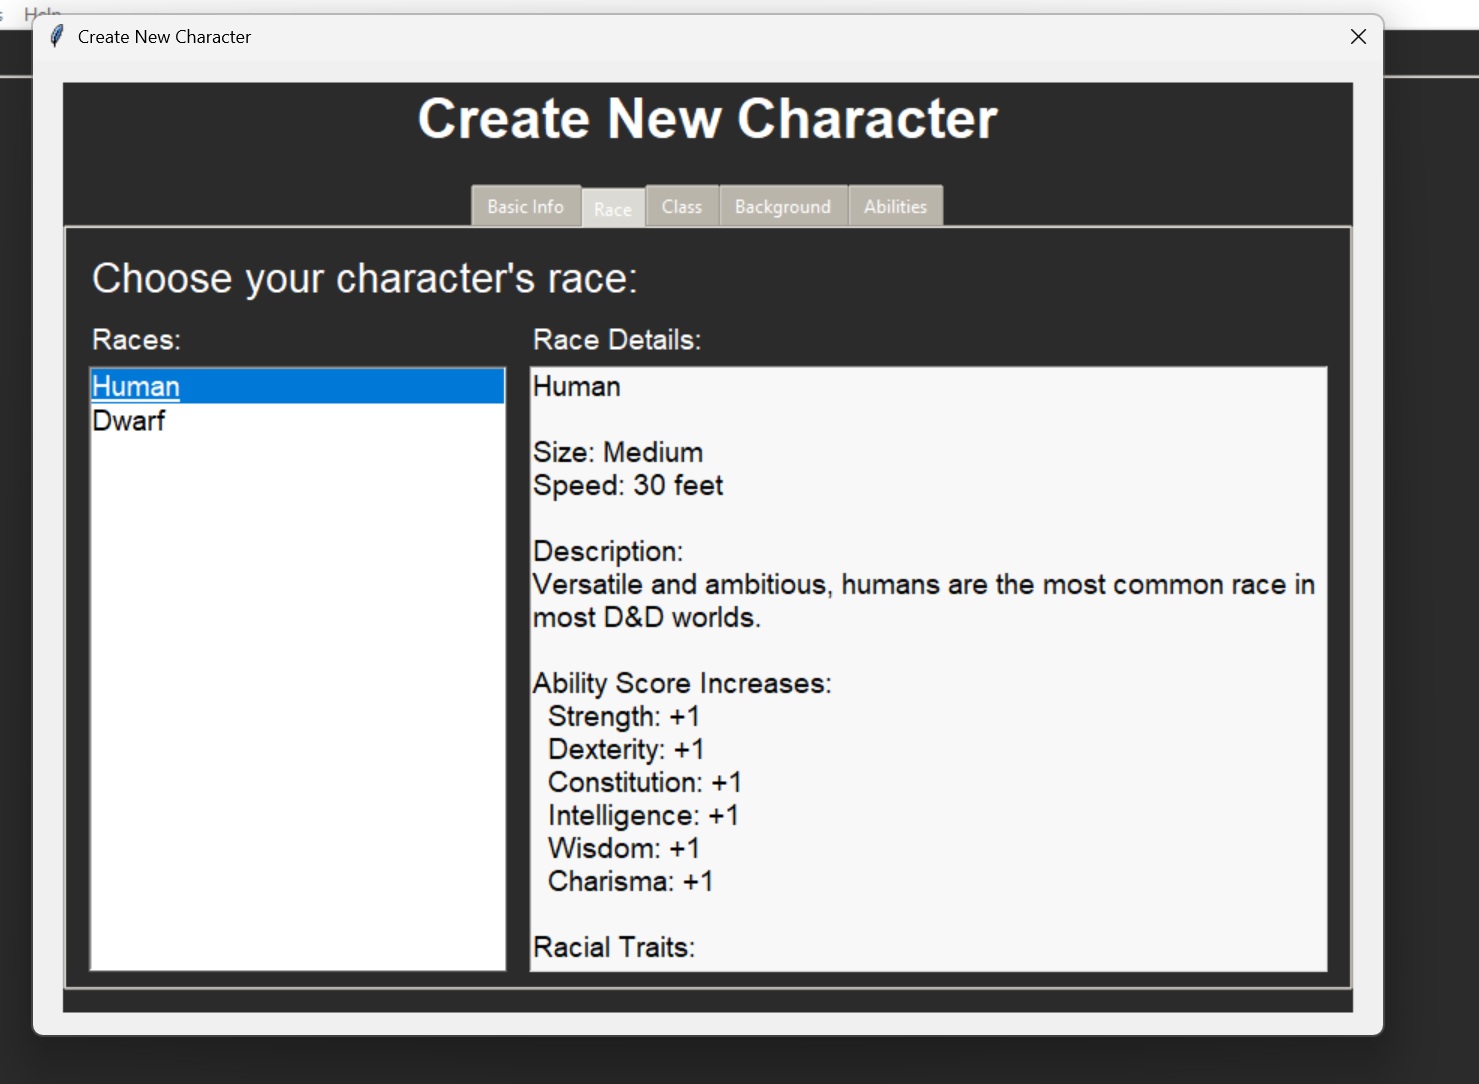 Help
Create New Character
Create New Character
Basic Info Race Class Background Abilities
Choose your character's race:
Races:
Human
Dwarf
Race Details:
Human
Size: Medium
Speed: 30 feet
Description:
Versatile and ambitious, humans are the most common race in
most D&D worlds.
Ability Score Increases:
Strength: +1
Dexterity: +1
Constitution: +1
Intelligence: +1
Wisdom: +1
Charisma: +1
Racial Traits: